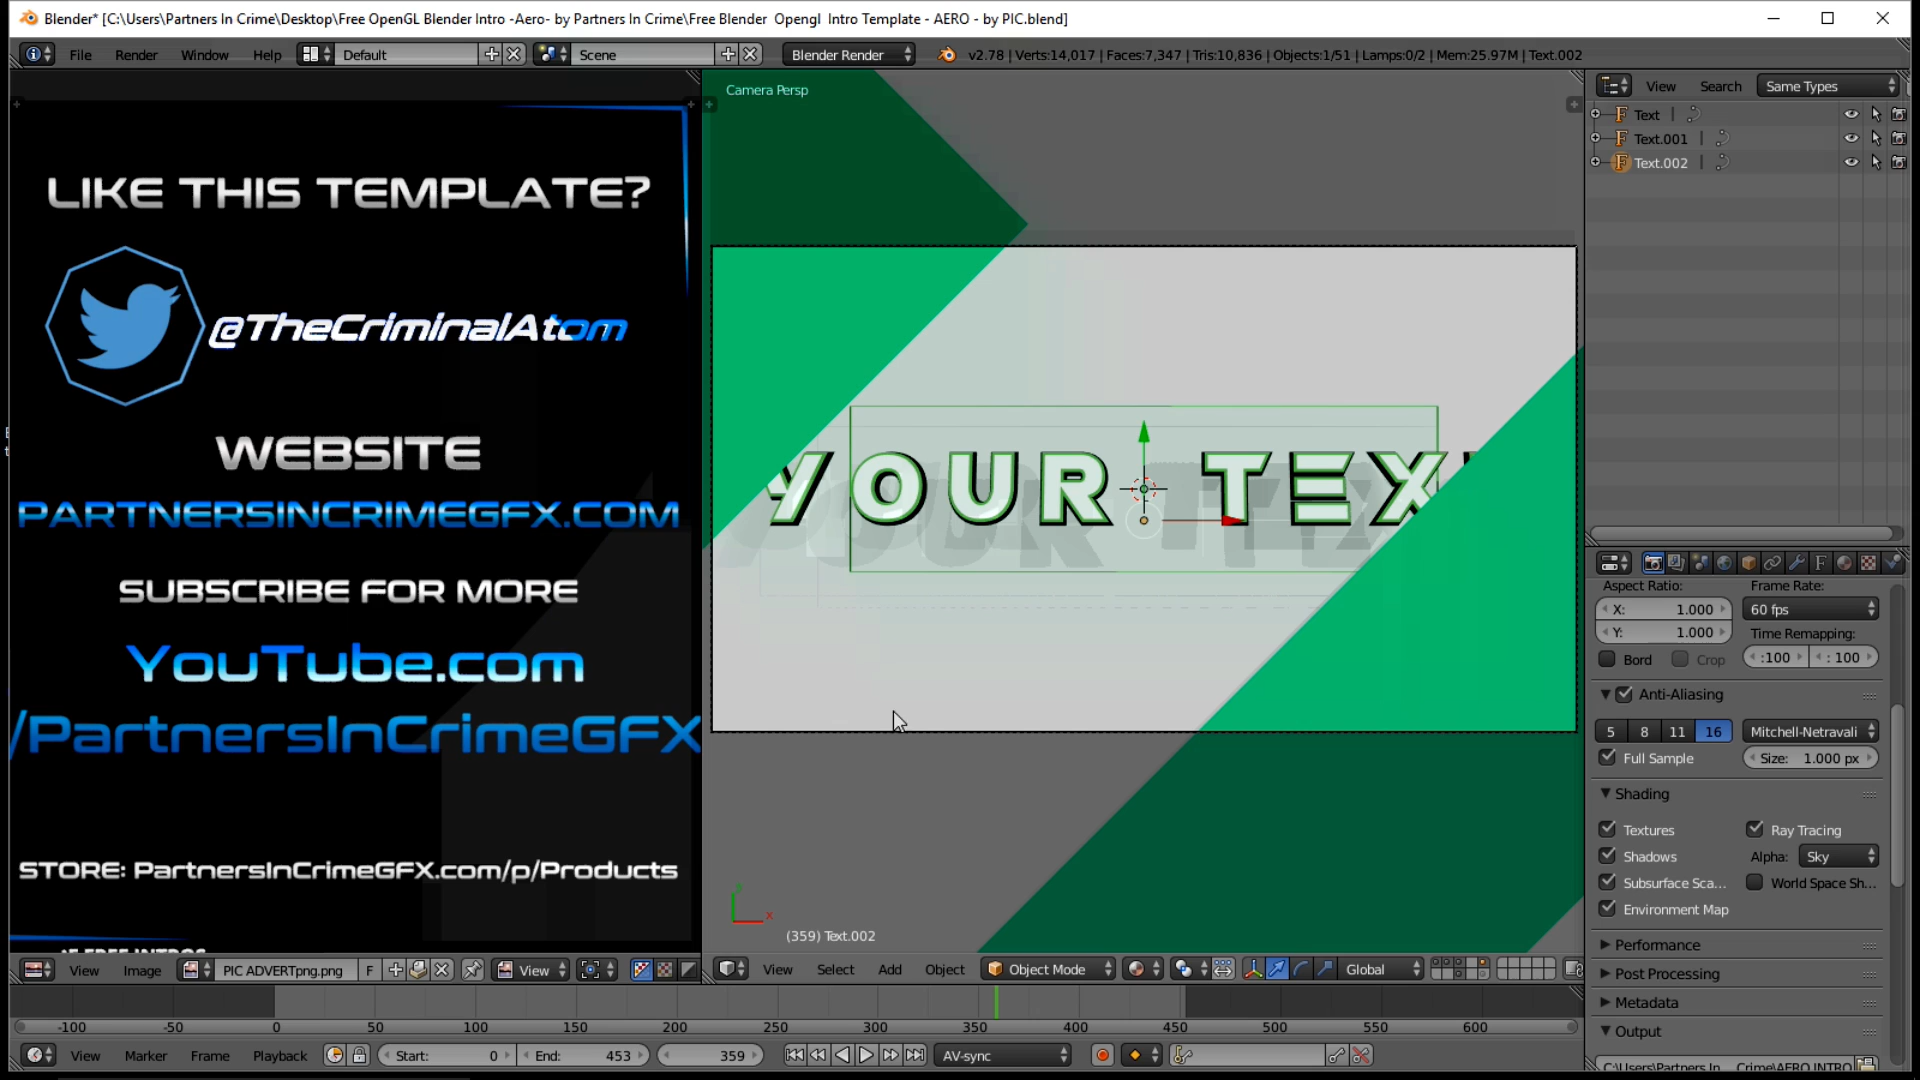 Blender* [C:\Users\Partners In Crime\Desktop\Free OpenGL Blender Intro -Aero- by Partners In Crime\Free Blender Opengl Intro Template - AERO - by PIC.blend]
File Render Window Help Default Scene Blender Render v2.78 | Verts:14,017 | Faces:7,347 | Tris:10,836 | Objects:1/51 | Lamps:0/2 | Mem:25.97M | Text.002
LIKE THIS TEMPLATE?
@TheCriminalAtom
WEBSITE
PARTNERSINCRIMEGFX.COM
SUBSCRIBE FOR MORE
YouTube.com
/PartnersInCrimeGFX
STORE: PartnersInCrimeGFX.com/p/Products
View Image PIC ADVERTpng.png F View
Camera Persp
YOUR TEX
x
(359) Text.002
View Select Add Object Object Mode Global
View Search Same Types
Text
Text.001
Text.002
Aspect Ratio: Frame Rate:
X: 1.000 60 fps
Y: 1.000 Time Remapping:
Bord Crop :100 : 100
Anti-Aliasing
5 8 11 16 Mitchell-Netravali
Full Sample Size: 1.000 px
Shading
Textures Ray Tracing
Shadows Alpha: Sky
Subsurface Sca... World Space Sh...
Environment Map
Performance
Post Processing
Metadata
Output
-100 -50 0 50 100 150 200 250 300 350 400 450 500 550 600
View Marker Frame Playback Start: 0 End: 453 359 AV-sync